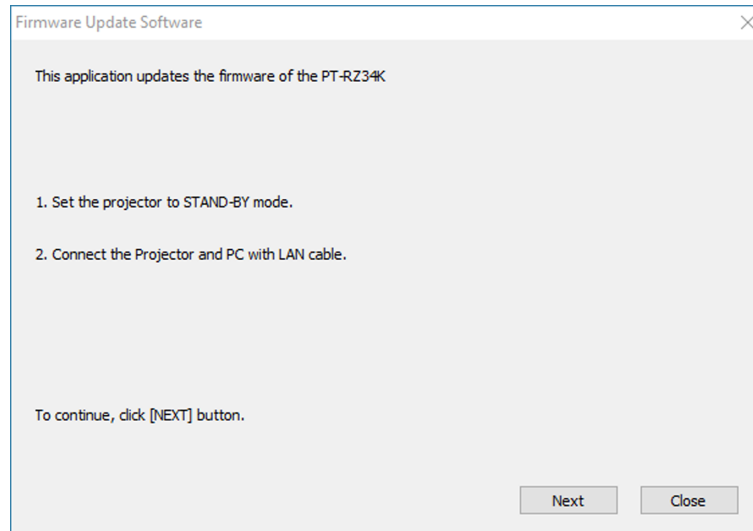 Firmware Update Software
This application updates the firmware of the PT-RZ34K
1. Set the projector to STAND-BY mode.
2. Connect the Projector and PC with LAN cable.
To continue, click [NEXT] button.
Next
Close